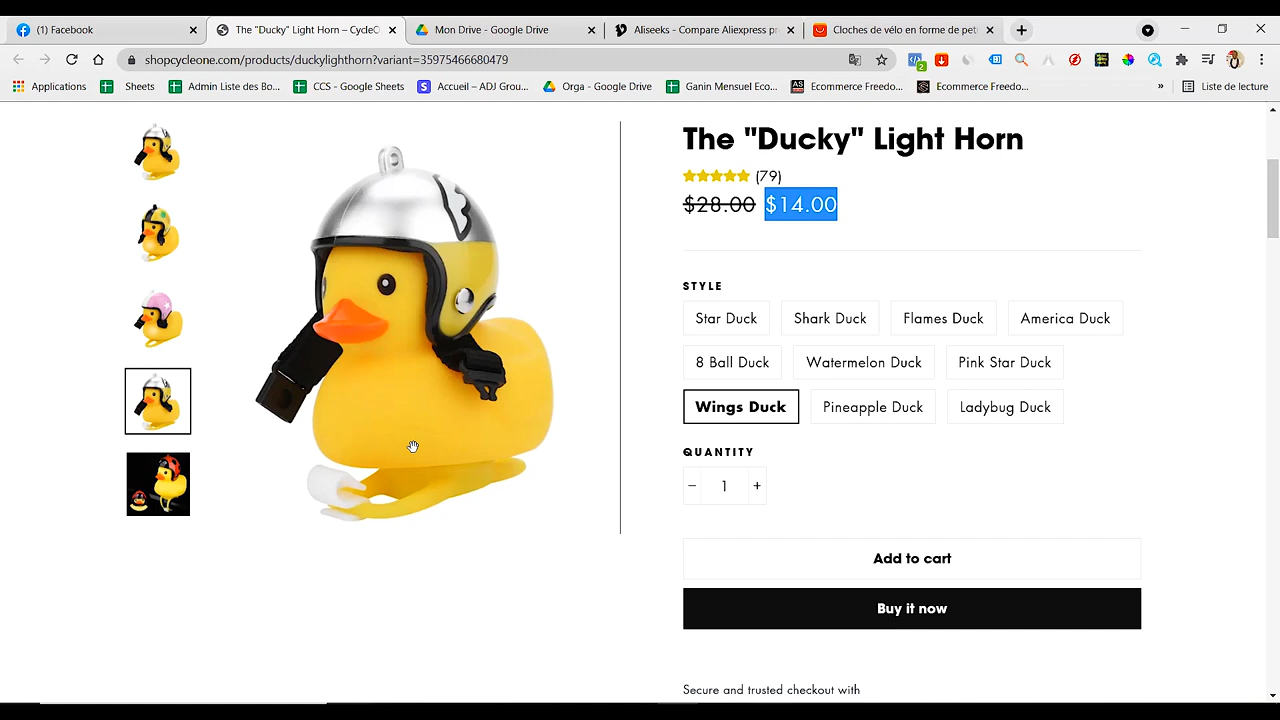 (1) Facebook
The "Ducky" Light Horn – CycleO
Mon Drive - Google Drive
Aliseeks - Compare Aliexpress pr
Cloches de vélo en forme de pet
shopcycleoner.com/products/duckylighthorn?variant=35975466680479
2
Applications
Sheets
Admin Liste des Bo...
CCS - Google Sheets
Accueil – ADJ Grou...
Orga - Google Drive
Ganin Mensuel Eco...
Ecommerce Freedo...
Ecommerce Freedo...
»
Liste de lecture
The "Ducky" Light Horn
(79)
$28.00 $14.00
STYLE
Star Duck
Shark Duck
Flames Duck
America Duck
8 Ball Duck
Watermelon Duck
Pink Star Duck
Wings Duck
Pineapple Duck
Ladybug Duck
QUANTITY
− 1 +
Add to cart
Buy it now
Secure and trusted checkout with